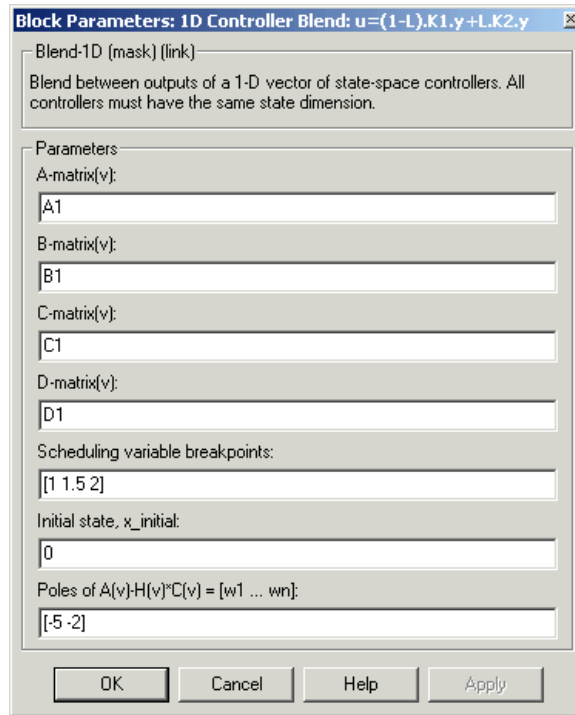 Block Parameters: 1D Controller Blend: u=(1-L).K1.y+L.K2.y
Blend-1D (mask) (link)
Blend between outputs of a 1-D vector of state-space controllers. All
controllers must have the same state dimension.
Parameters
A-matrix(v):
A1
B-matrix(v):
B1
C-matrix(v):
C1
D-matrix(v):
D1
Scheduling variable breakpoints:
[1 1.5 2]
Initial state, x_initial:
0
Poles of A(v)-H(v)*C(v) = [w1 ... wn]:
[-5 -2]
OK Cancel Help Apply